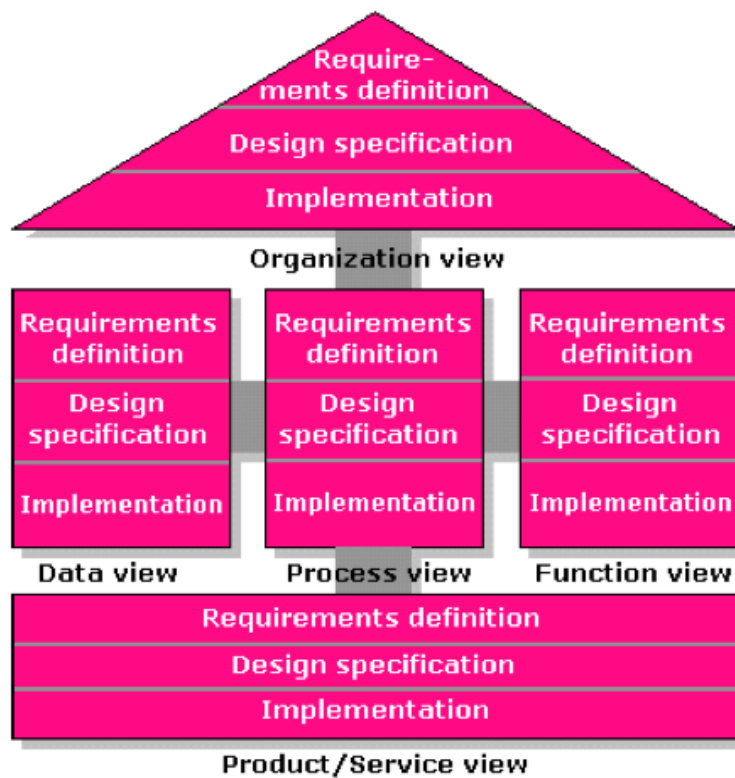 Require-
ments definition
Design specification
Implementation
Organization view
Requirements
definition
Design
specification
Implementation
Data view
Requirements
definition
Design
specification
Implementation
Process view
Requirements
definition
Design
specification
Implementation
Function view
Requirements definition
Design specification
Implementation
Product/Service view